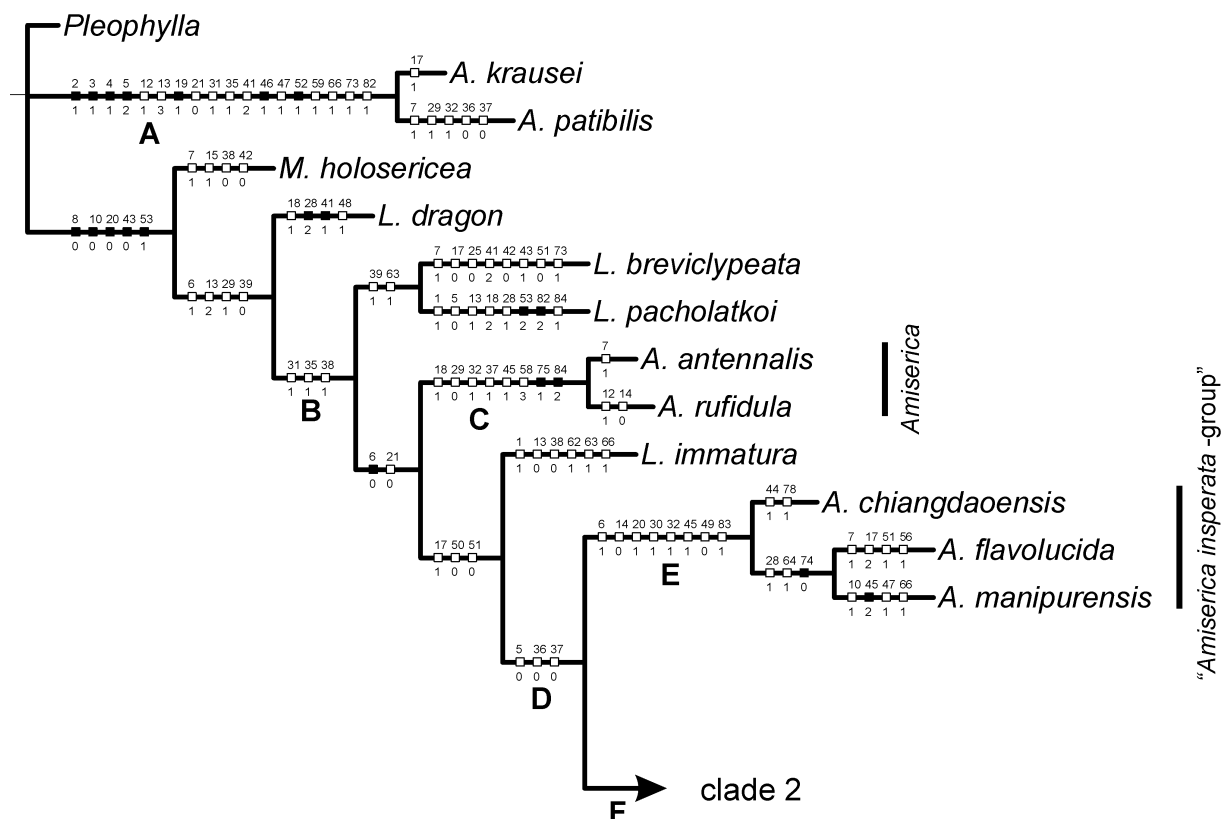 Pleophylla
17
A. krausei
1
2 3 4 5 12 13 19 21 31 35 41 46 47 52 59 66 73 82
1 1 1 2 1 3 1 0 1 1 2 1 1 1 1 1 1 1
A
7 29 32 36 37
A. patibilis
1 1 1 0 0
7 15 38 42
M. holosericea
1 1 0 0
18 28 41 48
L. dragon
1 2 1 1
8 10 20 43 53
0 0 0 0 1
7 17 25 41 42 43 51 73
L. breviclypeata
1 0 0 2 0 1 0 1
39 63
1 1
6 13 29 39
1 2 1 0
1 5 13 18 28 53 82 84
L. pacholatkoi
1 0 1 2 1 2 2 1
7
A. antennalis
1
31 35 38
1 1 1
B
18 29 32 37 45 58 75 84
1 0 1 1 1 3 1 2
C
12 14
A. rufidula
1 0
Amiserica
6 21
0 0
1 13 38 62 63 66
L. immatura
1 0 0 1 1 1
44 78
A. chiangdaoensis
1 1
6 14 20 30 32 45 49 83
1 0 1 1 1 1 0 1
E
7 17 51 56
A. flavolucida
1 2 1 1
17 50 51
1 0 0
28 64 74
1 1 0
10 45 47 66
A. manipurensis
1 2 1 1
"Amiserica insperata -group"
5 36 37
0 0 0
D
clade 2
F